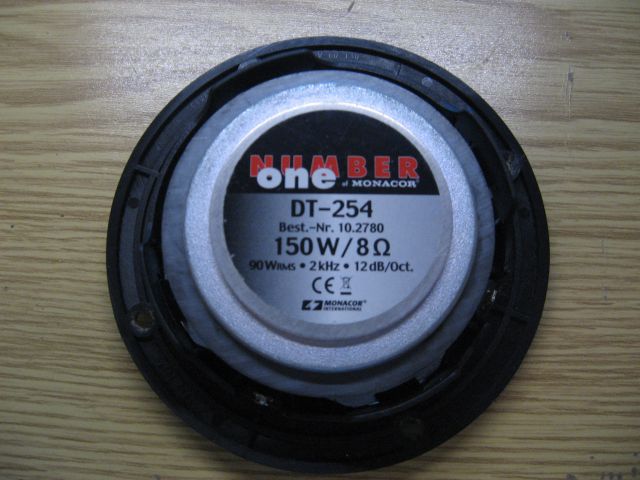 NUMBER
one of MONACOR®
DT-254
Best.-Nr. 10.2780
150W/8Ω
90WRMS • 2kHz • 12dB/Oct.
CE
MONACOR®
INTERNATIONAL